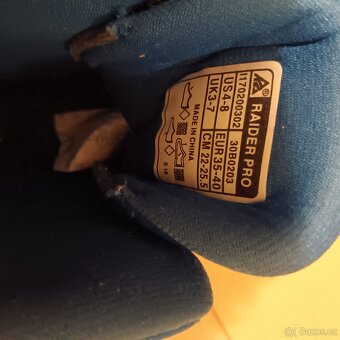 RAIDER PRO
I170200302 30B0203
US 4-8 EUR 35-40
UK 3-7 CM 22-25.5
MADE IN CHINA
© Bazos.cz